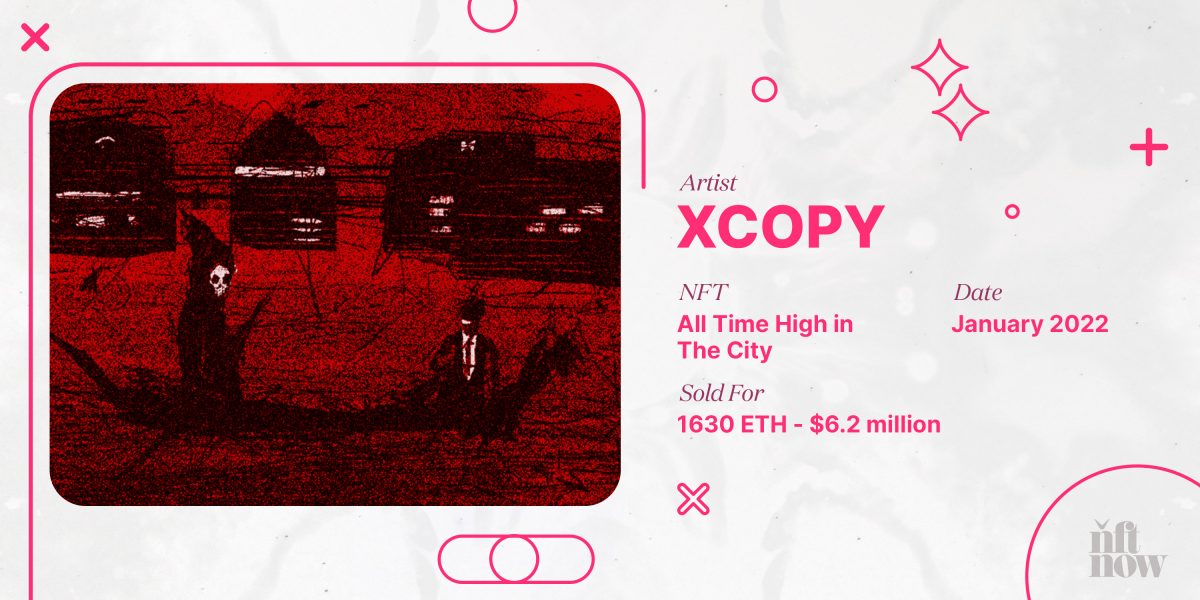 Artist
XCOPY
NFT
All Time High in
The City
Date
January 2022
Sold For
1630 ETH - $6.2 million
nft
now